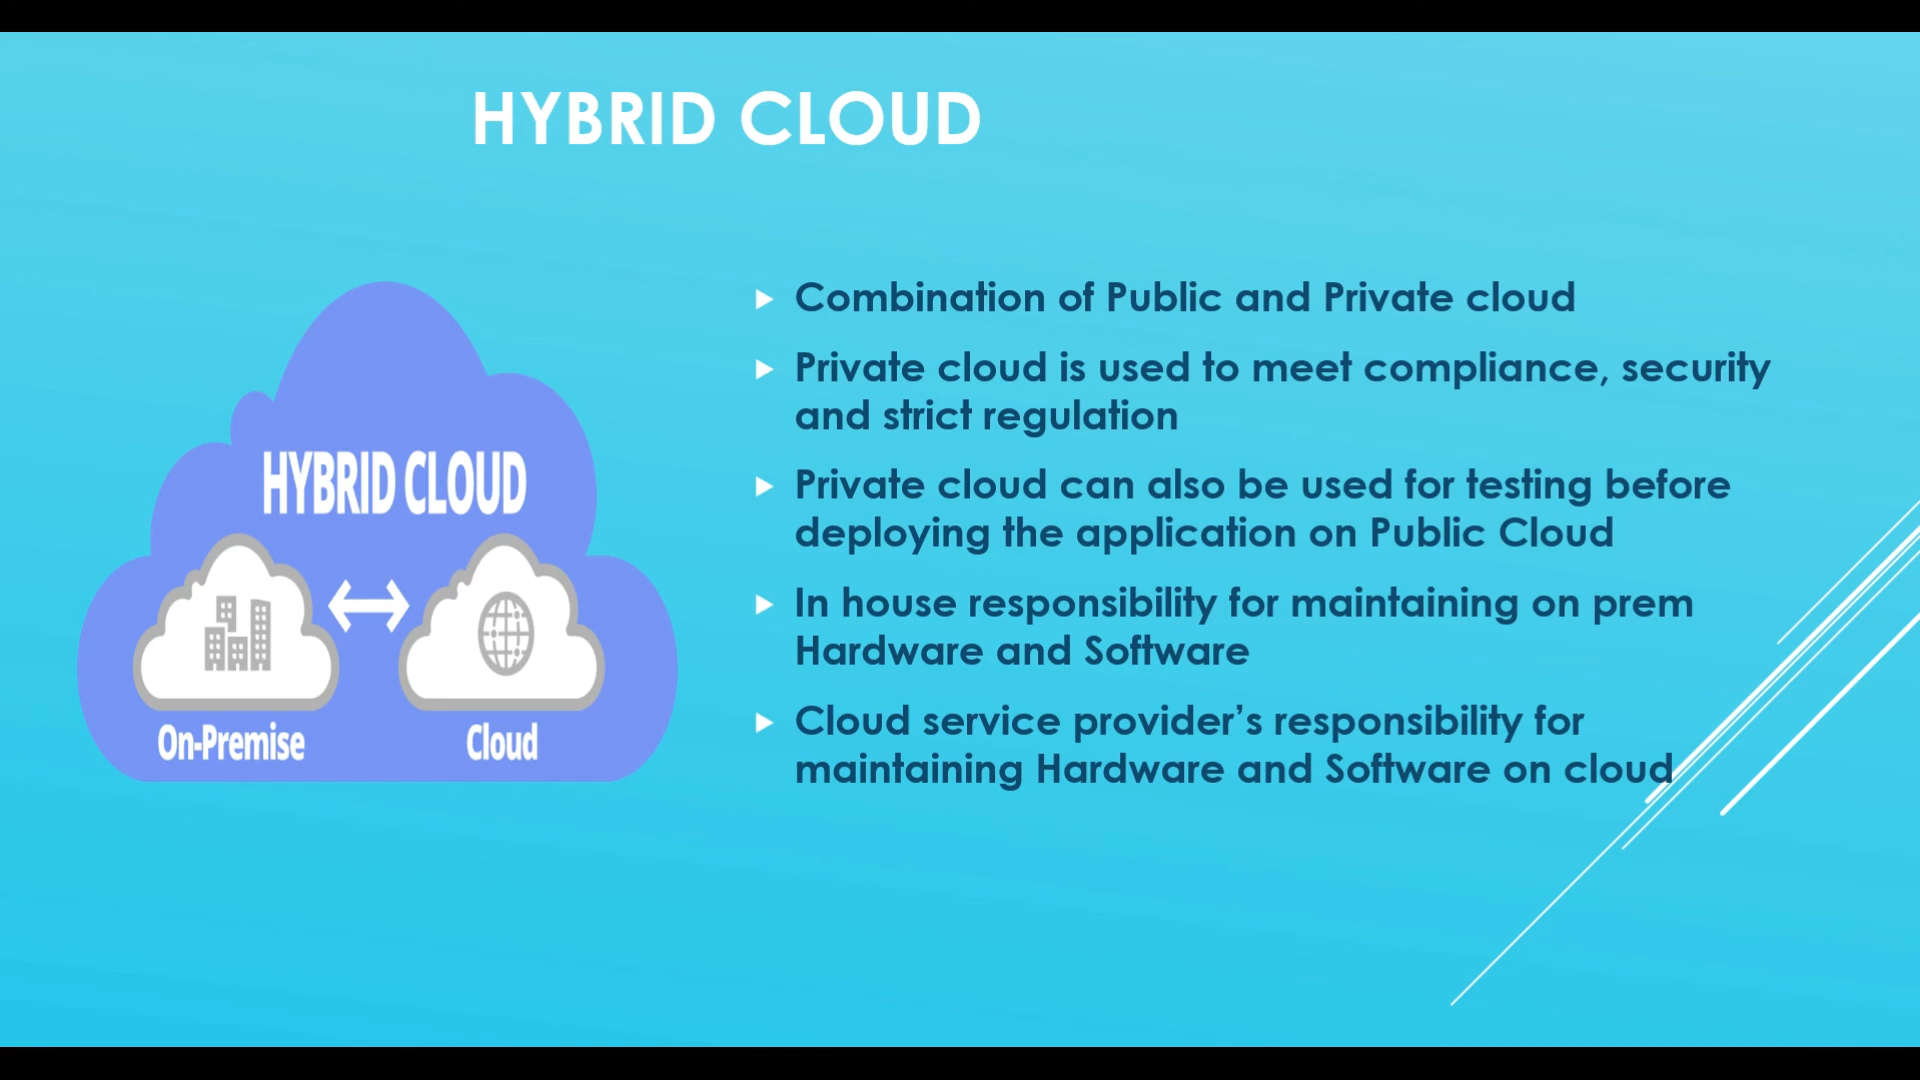 HYBRID CLOUD
HYBRID CLOUD
On-Premise
Cloud
Combination of Public and Private cloud
Private cloud is used to meet compliance, security
and strict regulation
Private cloud can also be used for testing before
deploying the application on Public Cloud
In house responsibility for maintaining on prem
Hardware and Software
Cloud service provider’s responsibility for
maintaining Hardware and Software on cloud